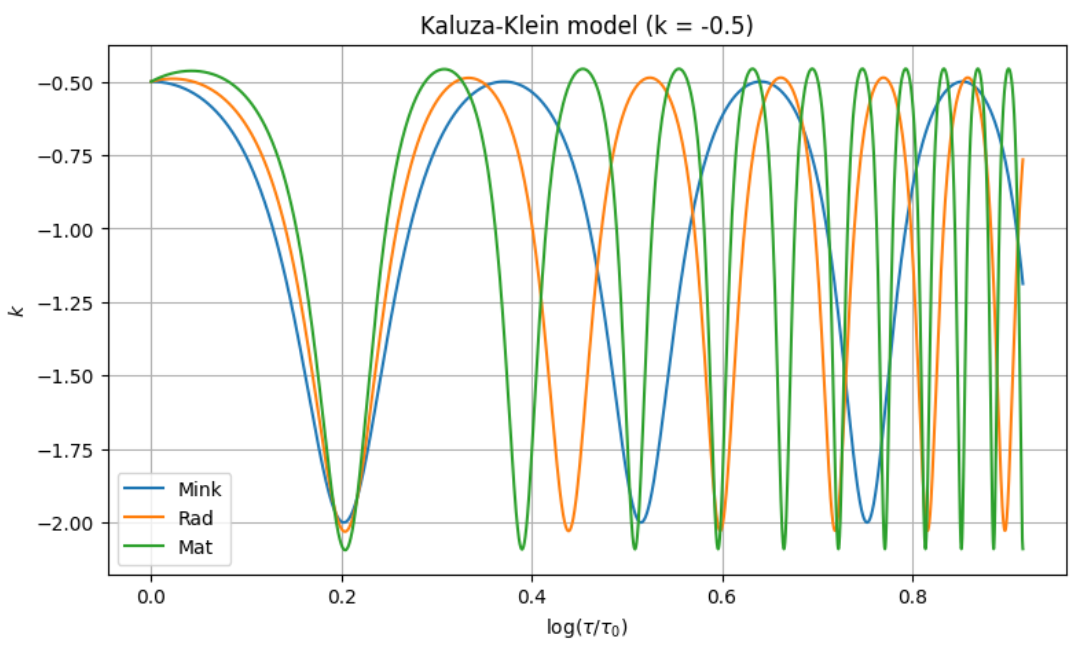 Kaluza-Klein model (k = -0.5)
−0.50
−0.75
−1.00
−1.25
−1.50
−1.75
−2.00
k
Mink
Rad
Mat
0.0 0.2 0.4 0.6 0.8
log(τ/τ₀)